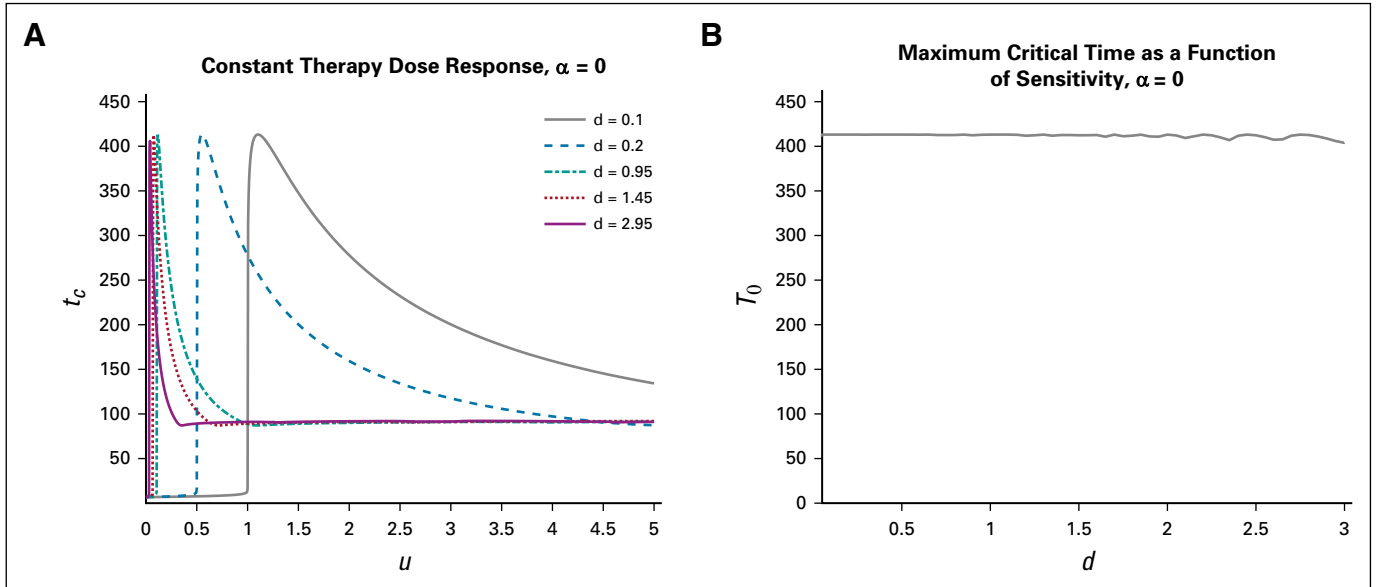 A
Constant Therapy Dose Response, α = 0
450
400
350
300
250
200
150
100
50
t_c
0
0.5
1
1.5
2
2.5
3
3.5
4
4.5
5
u
d = 0.1
d = 0.2
d = 0.95
d = 1.45
d = 2.95
B
Maximum Critical Time as a Function
of Sensitivity, α = 0
450
400
350
300
250
200
150
100
50
0
T_0
0.5
1
1.5
2
2.5
3
d